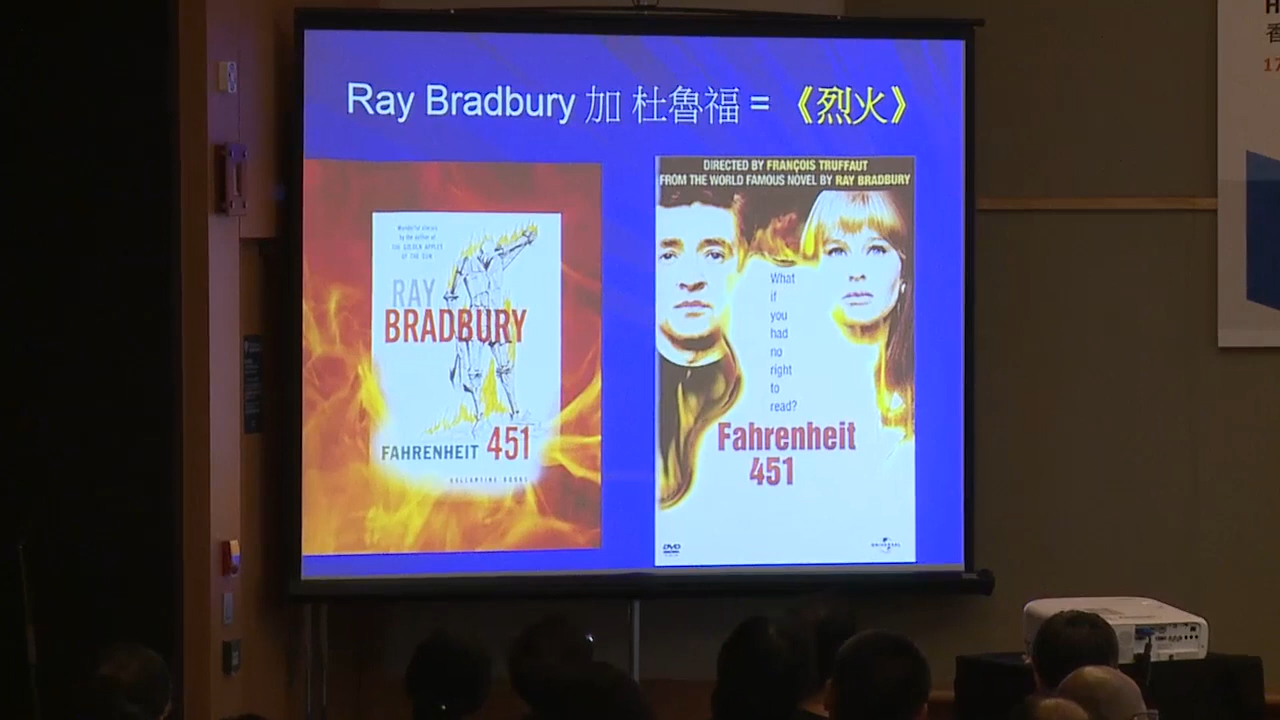 Ray Bradbury 加 杜魯福 = 《烈火》
Wonderful stories
by the author of
THE GOLDEN APPLES
OF THE SUN
RAY
BRADBURY
FAHRENHEIT 451
BALLANTINE BOOKS
DIRECTED BY FRANÇOIS TRUFFAUT
FROM THE WORLD FAMOUS NOVEL BY RAY BRADBURY
What
if
you
had
no
right
to
read?
Fahrenheit
451
DVD
UNIVERSAL
H
香
17